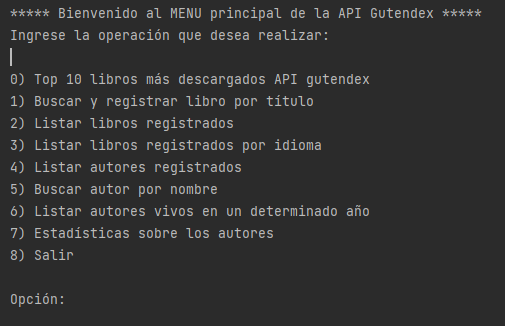 ***** Bienvenido al MENU principal de la API Gutendex *****
Ingrese la operación que desea realizar:
0) Top 10 libros más descargados API gutendex
1) Buscar y registrar libro por título
2) Listar libros registrados
3) Listar libros registrados por idioma
4) Listar autores registrados
5) Buscar autor por nombre
6) Listar autores vivos en un determinado año
7) Estadísticas sobre los autores
8) Salir
Opción: